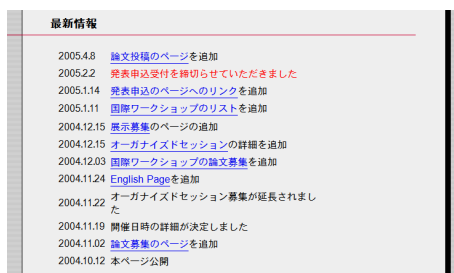 最新情報
2005.4.8 論文投稿のページを追加
2005.2.2 発表申込受付を締切らせていただきました
2005.1.14 発表申込のページへのリンクを追加
2005.1.11 国際ワークショップのリストを追加
2004.12.15 展示募集のページの追加
2004.12.15 オーガナイズドセッションの詳細を追加
2004.12.03 国際ワークショップの論文募集を追加
2004.11.24 English Pageを追加
2004.11.22 オーガナイズドセッション募集が延長されまし
た
2004.11.19 開催日時の詳細が決定しました
2004.11.02 論文募集のページを追加
2004.10.12 本ページ公開